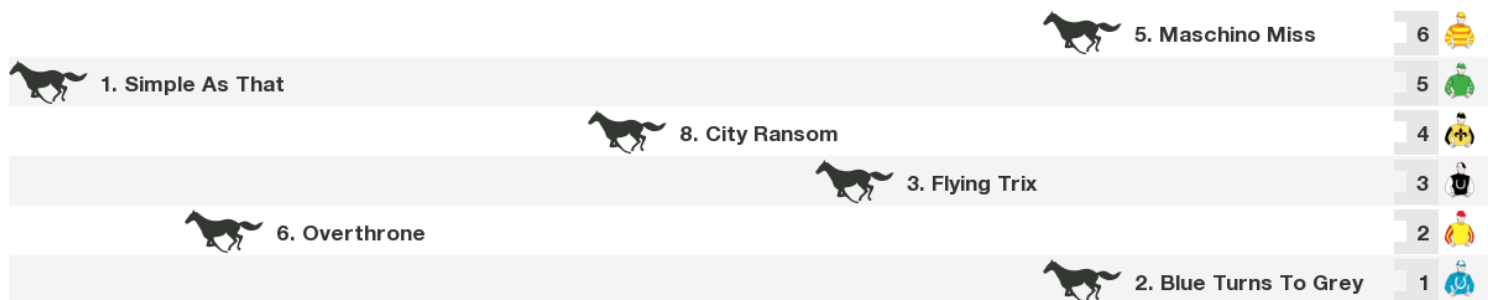 5. Maschino Miss 6
1. Simple As That 5
8. City Ransom 4
3. Flying Trix 3
6. Overthrone 2
2. Blue Turns To Grey 1